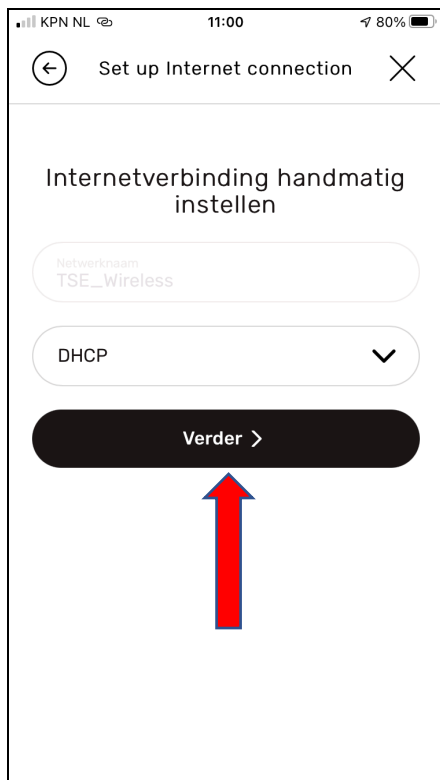 KPN NL 11:00 80%
Set up Internet connection
Internetverbinding handmatig
instellen
Netwerknaam
TSE_Wireless
DHCP
Verder